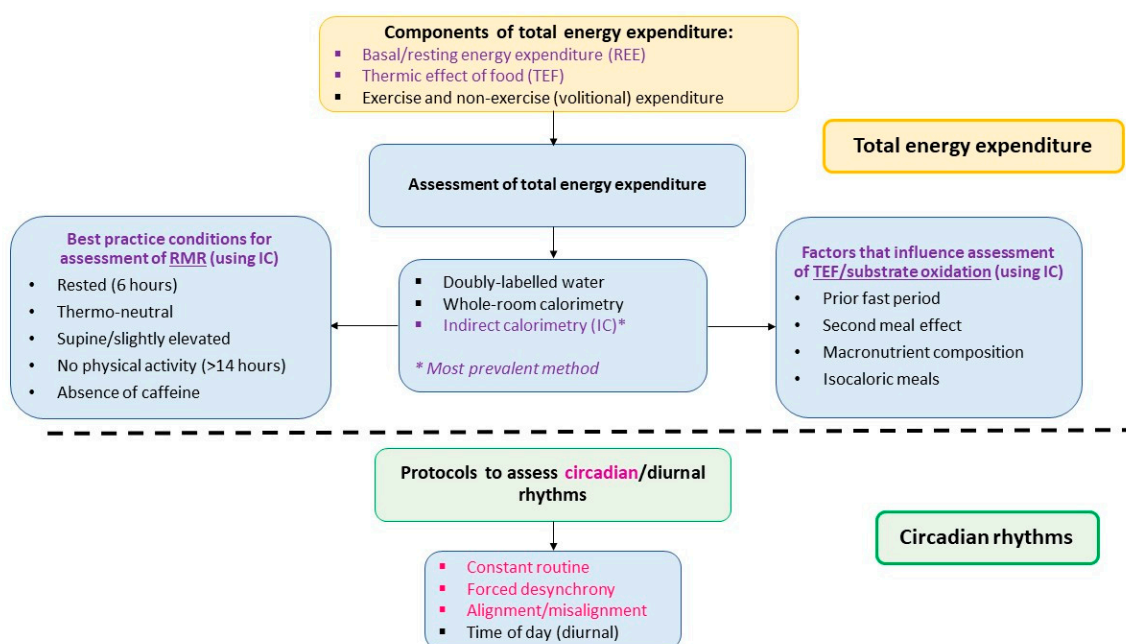 Components of total energy expenditure:
▪ Basal/resting energy expenditure (REE)
▪ Thermic effect of food (TEF)
▪ Exercise and non-exercise (volitional) expenditure
Total energy expenditure
Assessment of total energy expenditure
Best practice conditions for
assessment of RMR (using IC)
• Rested (6 hours)
• Thermo-neutral
• Supine/slightly elevated
• No physical activity (>14 hours)
• Absence of caffeine
▪ Doubly-labelled water
▪ Whole-room calorimetry
▪ Indirect calorimetry (IC)*
* Most prevalent method
Factors that influence assessment
of TEF/substrate oxidation (using IC)
• Prior fast period
• Second meal effect
• Macronutrient composition
• Isocaloric meals
Protocols to assess circadian/diurnal
rhythms
Circadian rhythms
▪ Constant routine
▪ Forced desynchrony
▪ Alignment/misalignment
▪ Time of day (diurnal)